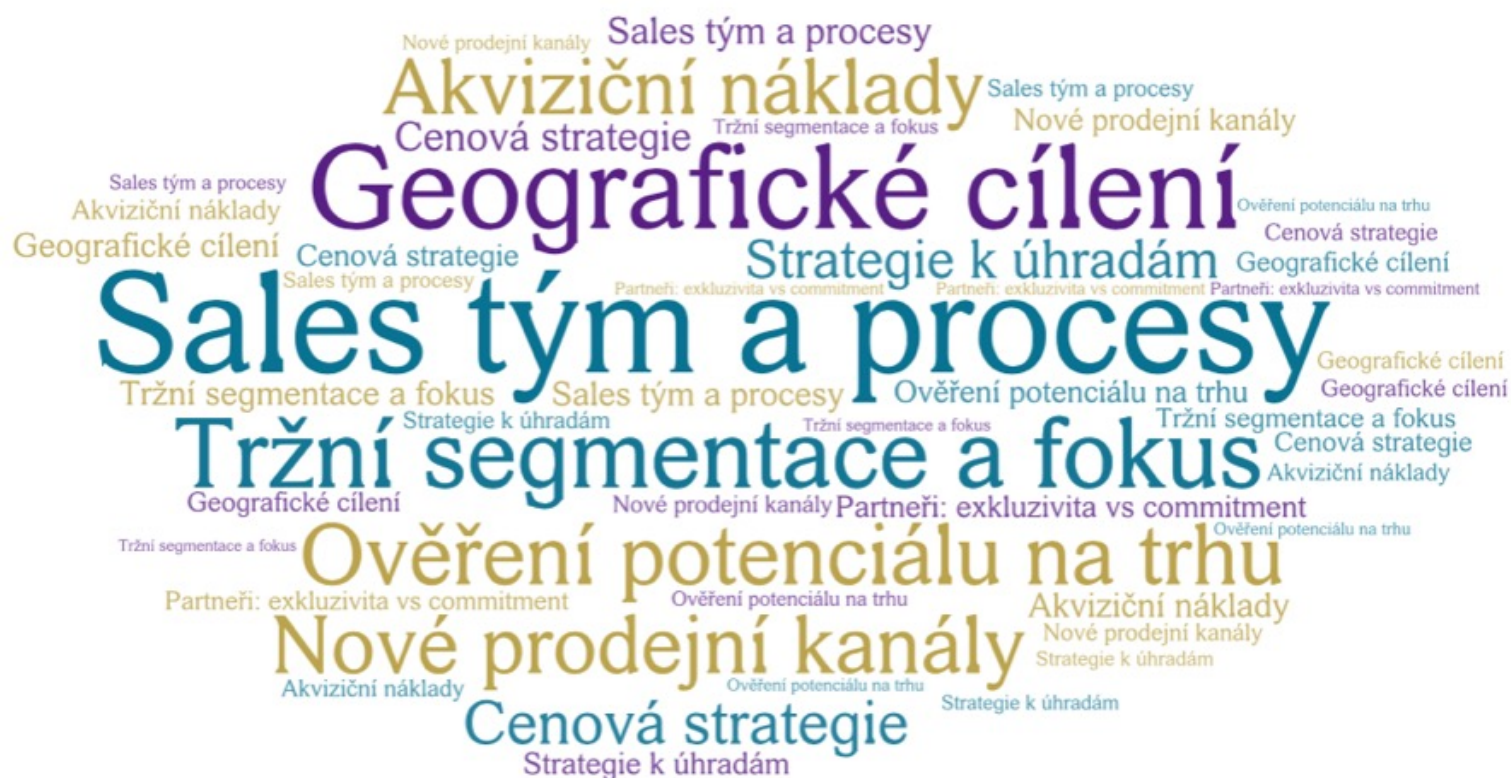 Sales tým a procesy
Nové prodejní kanály
Akviziční náklady
Sales tým a procesy
Nové prodejní kanály
Cenová strategie
Tržní segmentace a fokus
Geografické cílení
Sales tým a procesy
Akviziční náklady
Ověření potenciálu na trhu
Cenová strategie
Geografické cílení
Cenová strategie
Strategie k úhradám
Geografické cílení
Sales tým a procesy
Partneři: exkluzivita vs commitment
Partneři: exkluzivita vs commitment
Partneři: exkluzivita vs commitment
Sales tým a procesy
Geografické cílení
Geografické cílení
Tržní segmentace a fokus
Sales tým a procesy
Ověření potenciálu na trhu
Strategie k úhradám
Tržní segmentace a fokus
Tržní segmentace a fokus
Tržní segmentace a fokus
Cenová strategie
Akviziční náklady
Geografické cílení
Nové prodejní kanály
Partneři: exkluzivita vs commitment
Ověření potenciálu na trhu
Tržní segmentace a fokus
Ověření potenciálu na trhu
Partneři: exkluzivita vs commitment
Ověření potenciálu na trhu
Akviziční náklady
Nové prodejní kanály
Nové prodejní kanály
Strategie k úhradám
Akviziční náklady
Ověření potenciálu na trhu
Strategie k úhradám
Cenová strategie
Strategie k úhradám